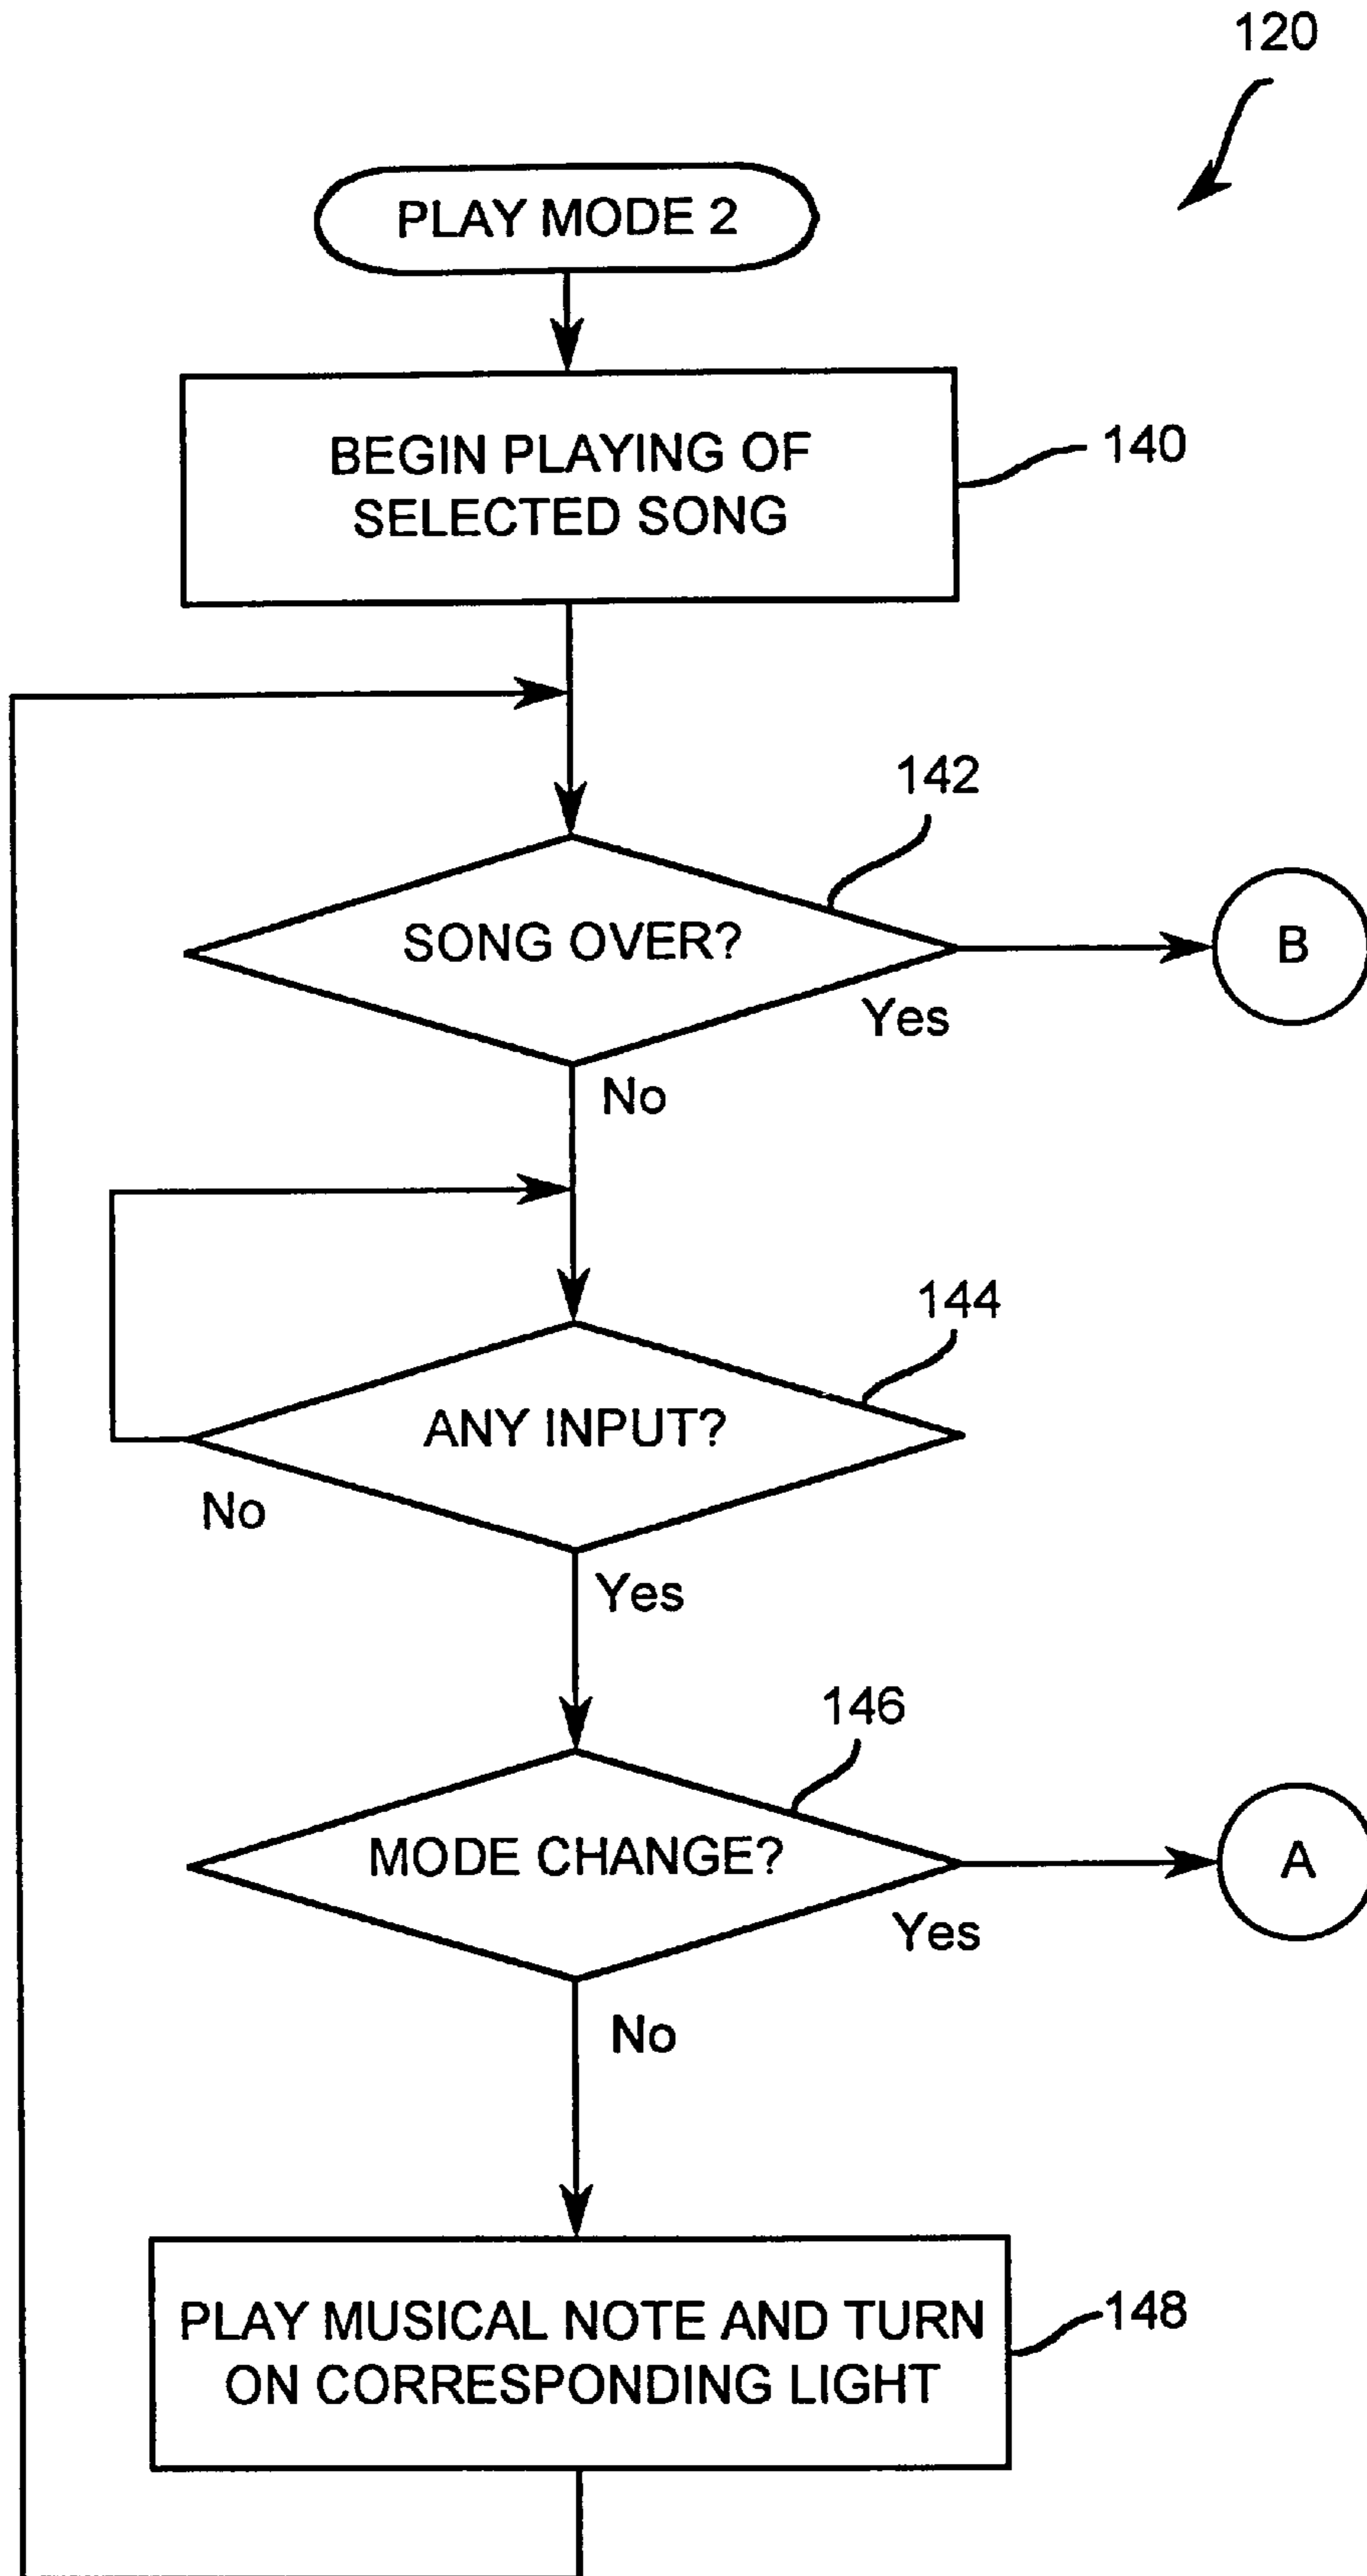 120
PLAY MODE 2
BEGIN PLAYING OF
SELECTED SONG
140
142
SONG OVER?
B
Yes
No
144
ANY INPUT?
No
Yes
146
MODE CHANGE?
A
Yes
No
PLAY MUSICAL NOTE AND TURN
ON CORRESPONDING LIGHT
148